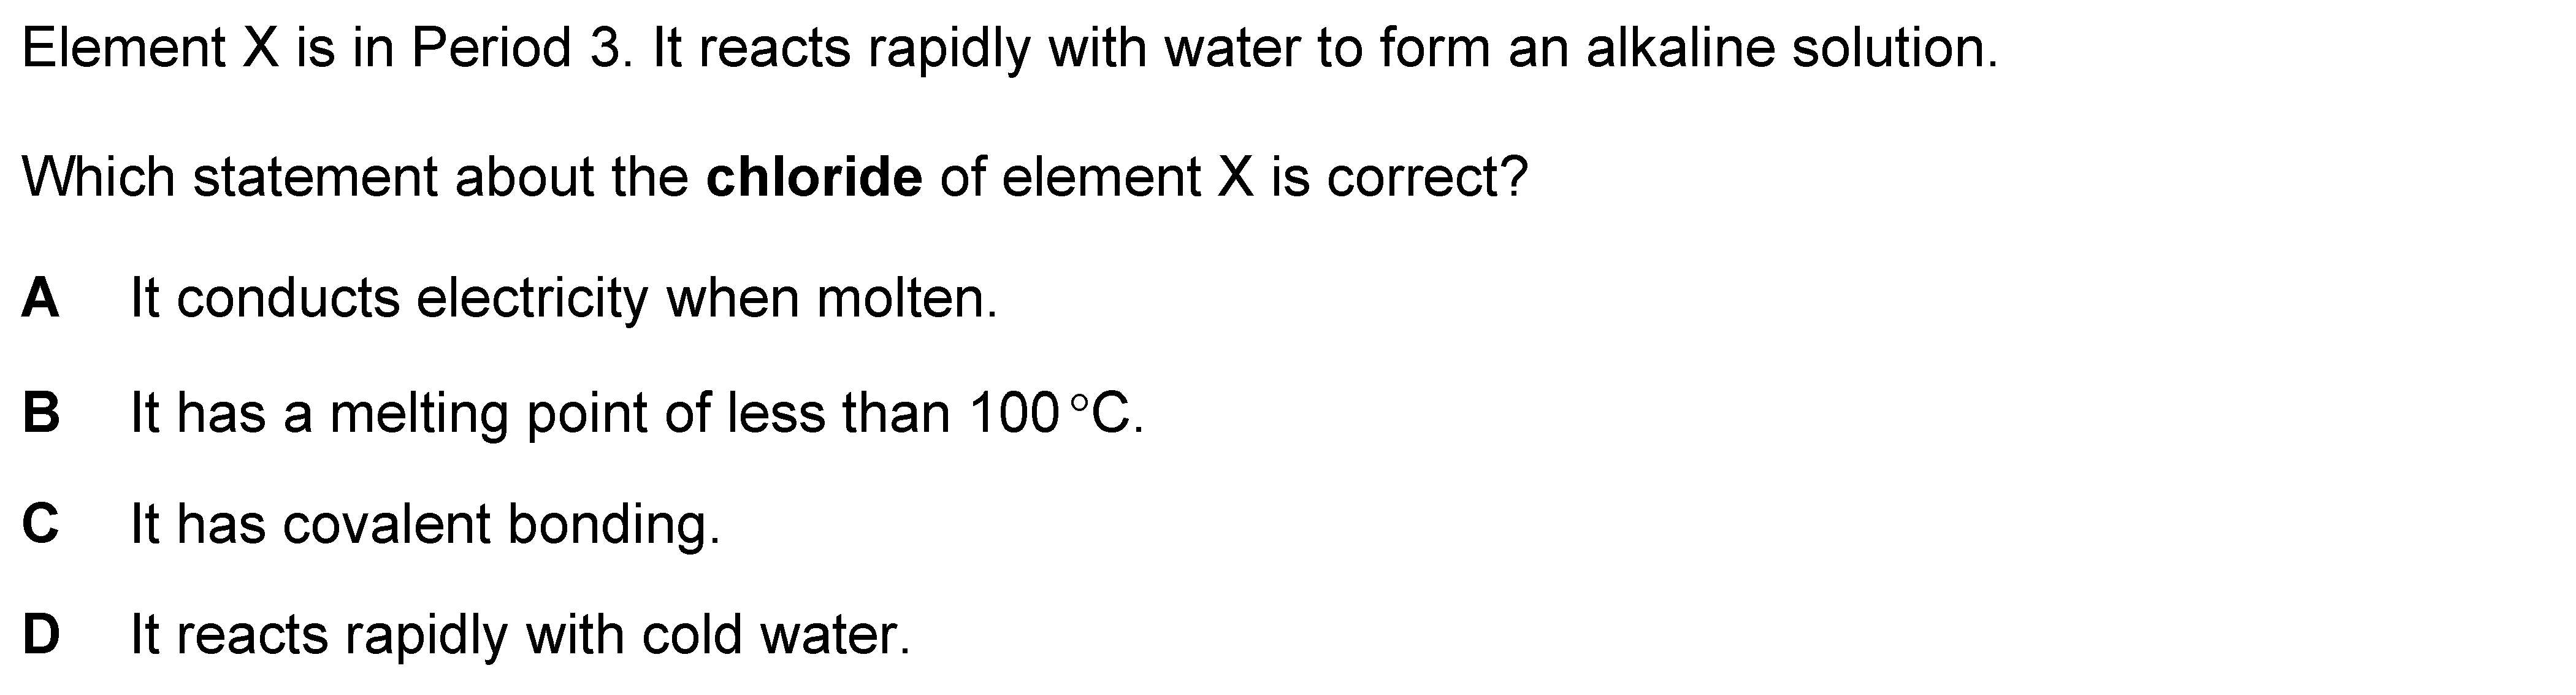 Element X is in Period 3. It reacts rapidly with water to form an alkaline solution.
Which statement about the chloride of element X is correct?
A It conducts electricity when molten.
B It has a melting point of less than 100 °C.
C It has covalent bonding.
D It reacts rapidly with cold water.